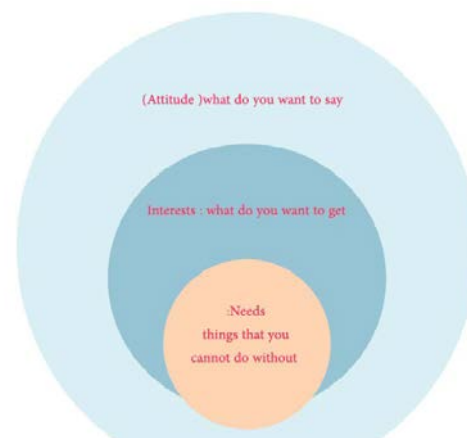 (Attitude )what do you want to say
Interests : what do you want to get
:Needs
things that you
cannot do without